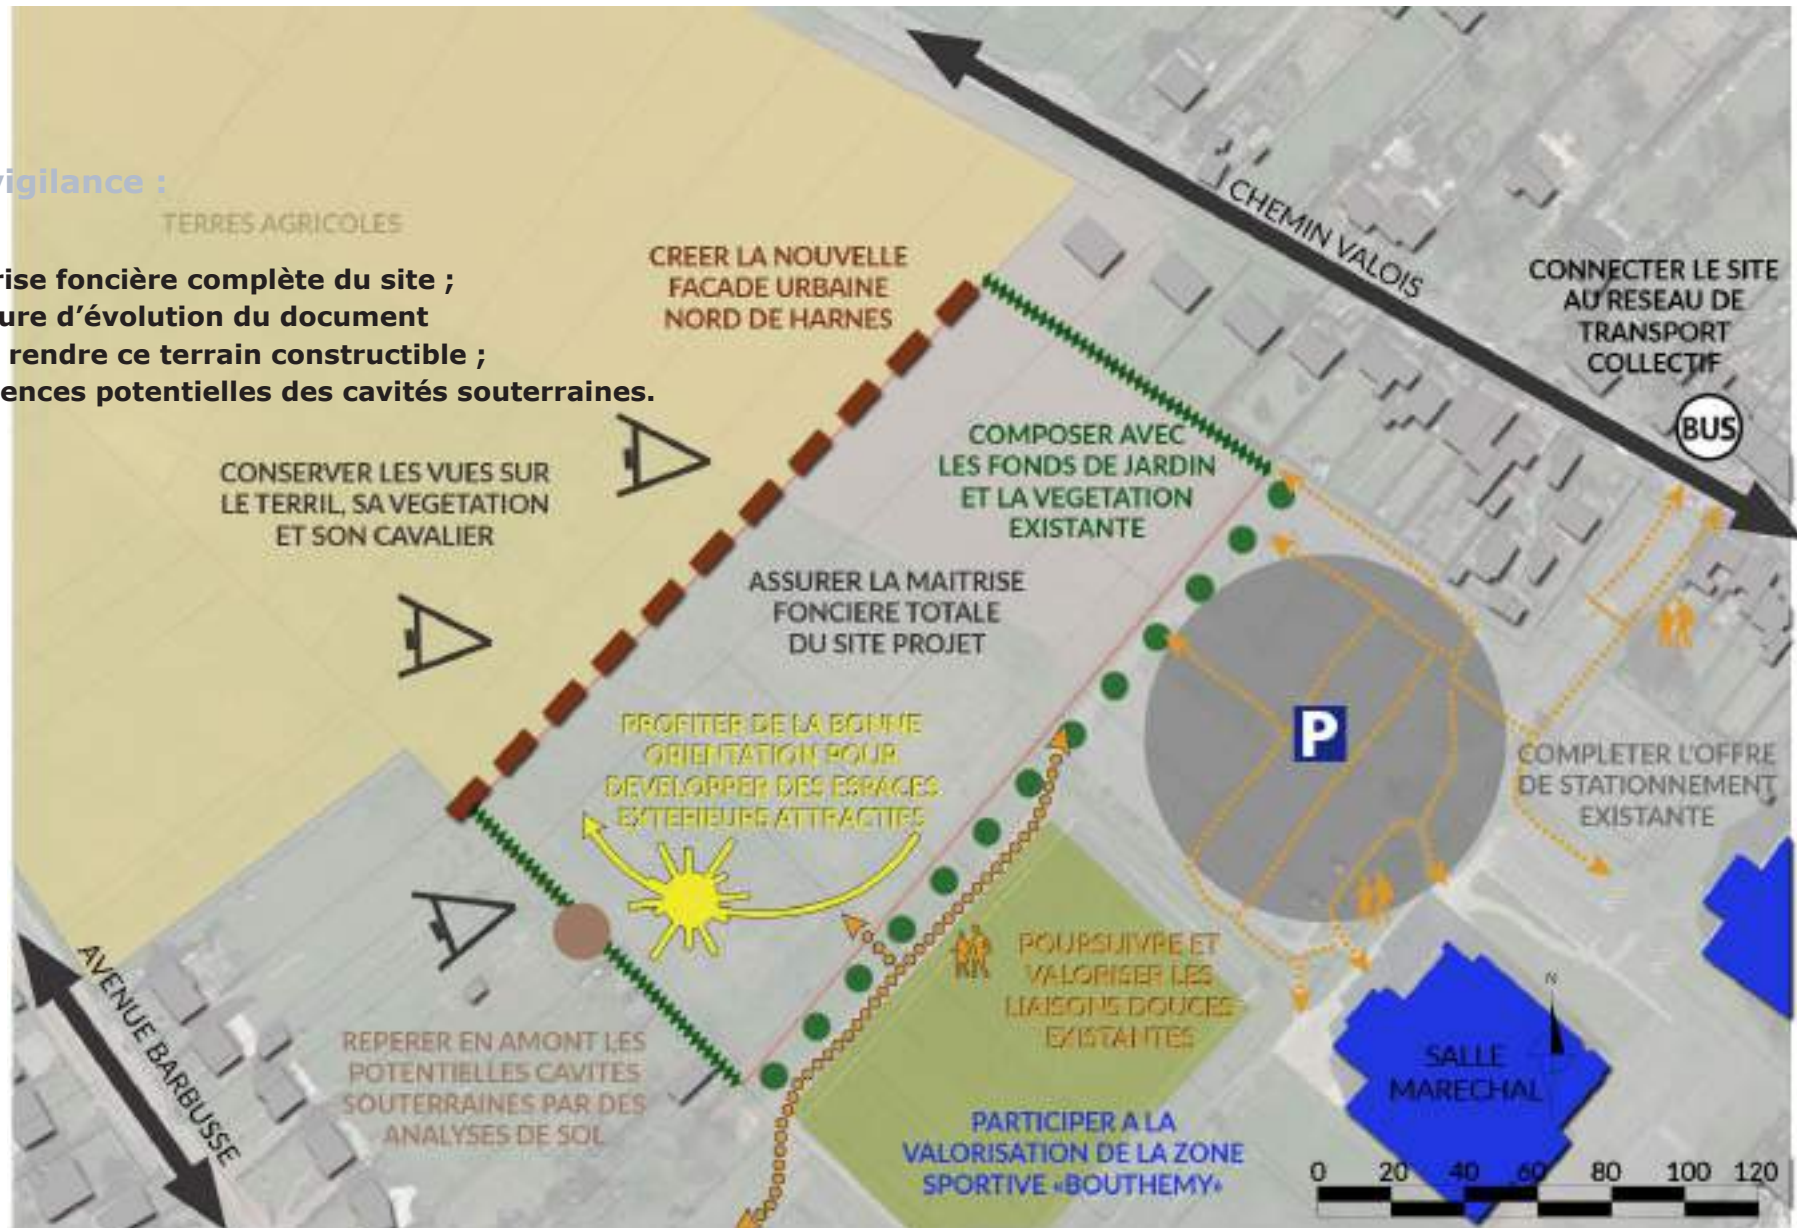 vigilance :
TERRES AGRICOLES
rise foncière complète du site ;
ure d’évolution du document
rendre ce terrain constructible ;
ences potentielles des cavités souterraines.
CREER LA NOUVELLE
FACADE URBAINE
NORD DE HARNES
CHEMIN VALOIS
CONNECTER LE SITE
AU RESEAU DE
TRANSPORT
COLLECTIF
BUS
CONSERVER LES VUES SUR
LE TERRIL, SA VEGETATION
ET SON CAVALIER
COMPOSER AVEC
LES FONDS DE JARDIN
ET LA VEGETATION
EXISTANTE
ASSURER LA MAITRISE
FONCIERE TOTALE
DU SITE PROJET
PROFITER DE LA BONNE
ORIENTATION POUR
DEVELOPPER DES ESPACES
EXTERIEURS ATTRACTIFS
P
COMPLETER L'OFFRE
DE STATIONNEMENT
EXISTANTE
AVENUE BARBUSSE
REPERER EN AMONT LES
POTENTIELLES CAVITES
SOUTERRAINES PAR DES
ANALYSES DE SOL
POURSUIVRE ET
VALORISER LES
LIAISONS DOUCES
EXISTANTES
N
SALLE
MARECHAL
PARTICIPER A LA
VALORISATION DE LA ZONE
SPORTIVE «BOUTHEMY»
0 20 40 60 80 100 120